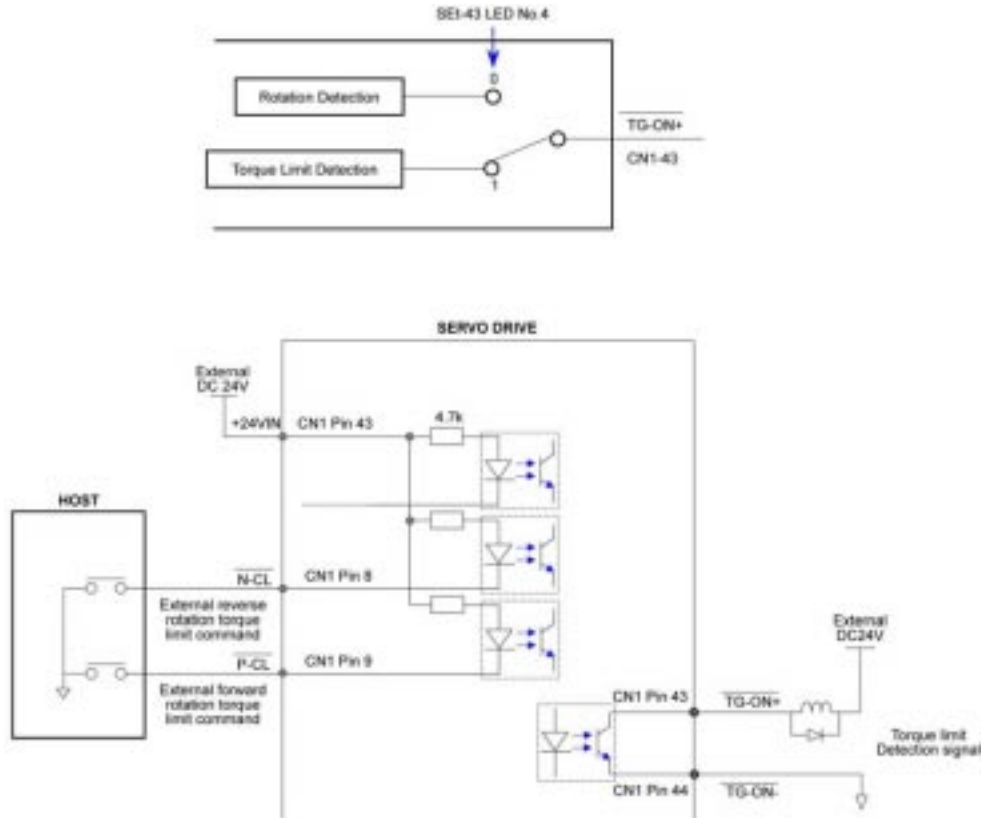 SEt-43 LED No.4
0
Rotation Detection
TG-ON+
CN1-43
Torque Limit Detection
1
SERVO DRIVE
External
DC 24V
+24VIN
CN1 Pin 43
4.7k
HOST
N-CL
CN1 Pin 8
External reverse
rotation torque
limit command
P-CL
CN1 Pin 9
External forward
rotation torque
limit command
External
DC24V
CN1 Pin 43
TG-ON+
Torque limit
Detection signal
CN1 Pin 44
TG-ON-